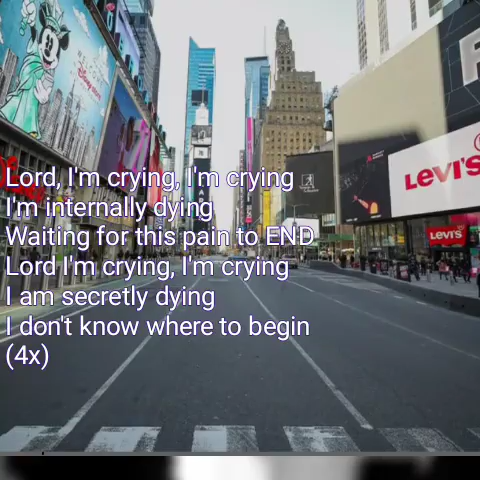 Disney
LEVI'S
LEVI'S
Lord, I'm crying, I'm crying
I'm internally dying
Waiting for this pain to END
Lord I'm crying, I'm crying
I am secretly dying
I don't know where to begin
(4x)